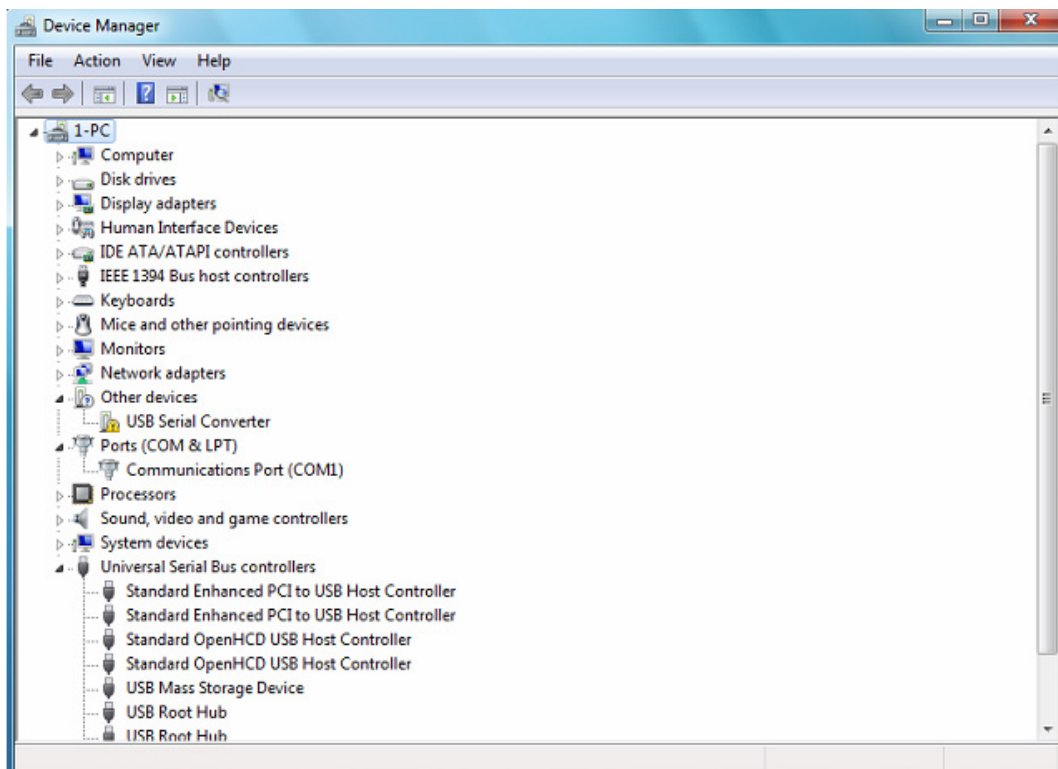 Device Manager
File Action View Help
1-PC
Computer
Disk drives
Display adapters
Human Interface Devices
IDE ATA/ATAPI controllers
IEEE 1394 Bus host controllers
Keyboards
Mice and other pointing devices
Monitors
Network adapters
Other devices
USB Serial Converter
Ports (COM & LPT)
Communications Port (COM1)
Processors
Sound, video and game controllers
System devices
Universal Serial Bus controllers
Standard Enhanced PCI to USB Host Controller
Standard Enhanced PCI to USB Host Controller
Standard OpenHCD USB Host Controller
Standard OpenHCD USB Host Controller
USB Mass Storage Device
USB Root Hub
USB Root Hub